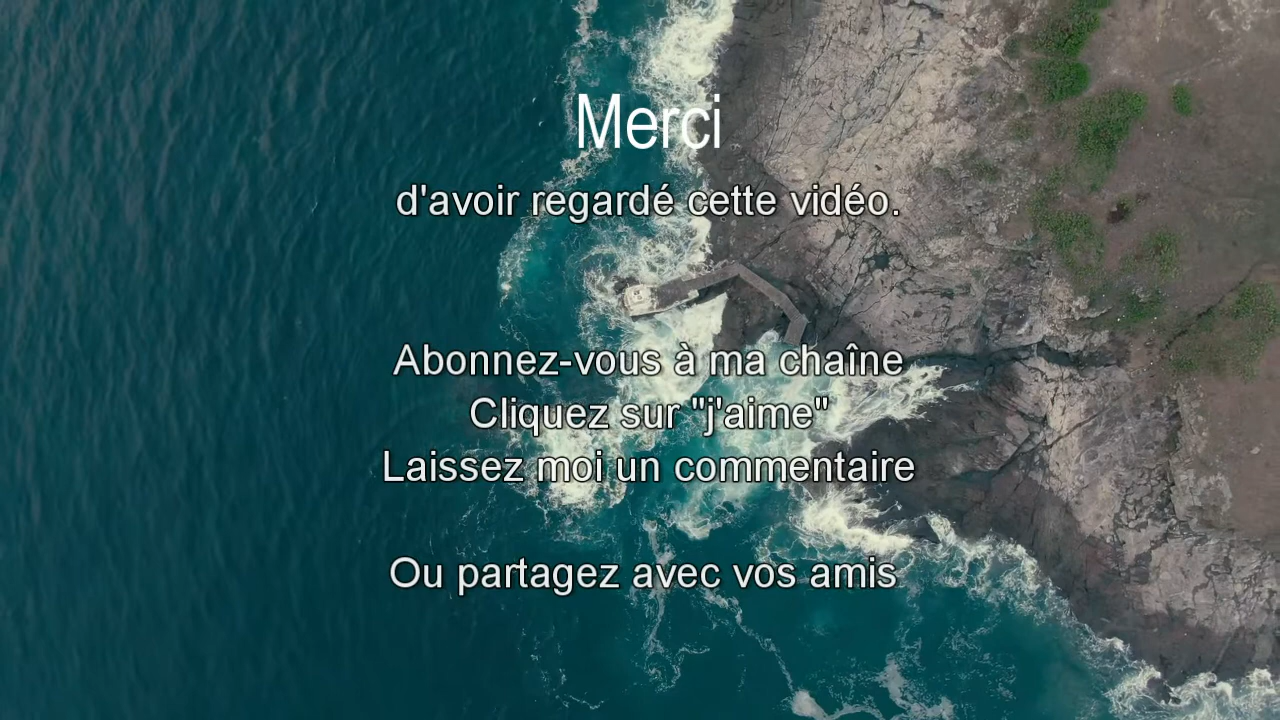 Merci
d'avoir regardé cette vidéo.
Abonnez-vous à ma chaîne
Cliquez sur "j'aime"
Laissez moi un commentaire
Ou partagez avec vos amis